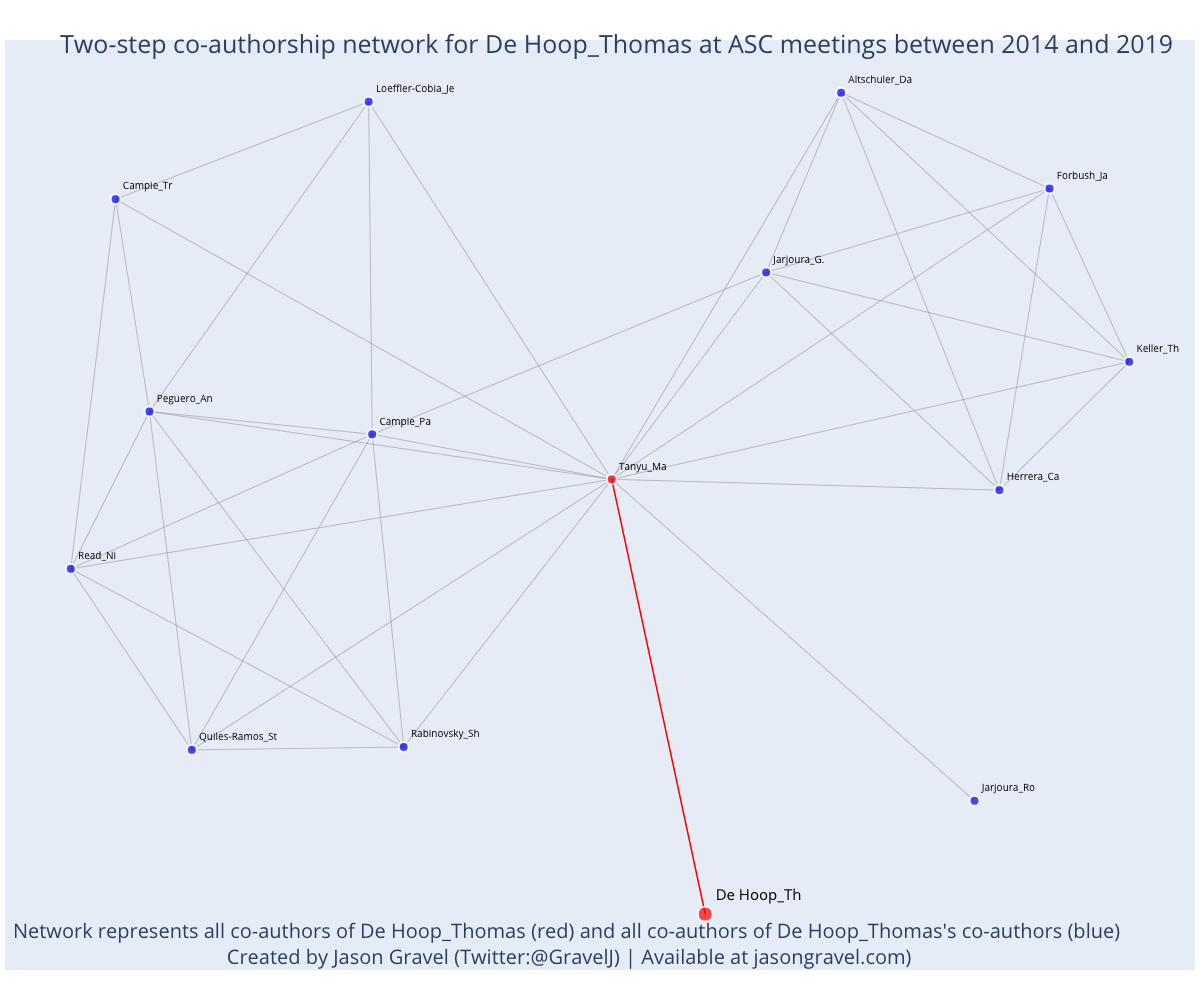 Two-step co-authorship network for De Hoop_Thomas at ASC meetings between 2014 and 2019
Altschuler_Da
Loeffler-Cobia_Je
Forbush_Ja
Campie_Tr
Jarjoura_G.
Keller_Th
Peguero_An
Campie_Pa
Tanyu_Ma
Herrera_Ca
Read_Ni
Quiles-Ramos_St
Rabinovsky_Sh
Jarjoura_Ro
De Hoop_Th
Network represents all co-authors of De Hoop_Thomas (red) and all co-authors of De Hoop_Thomas's co-authors (blue)
Created by Jason Gravel (Twitter:@GravelJ) | Available at jasongravel.com)